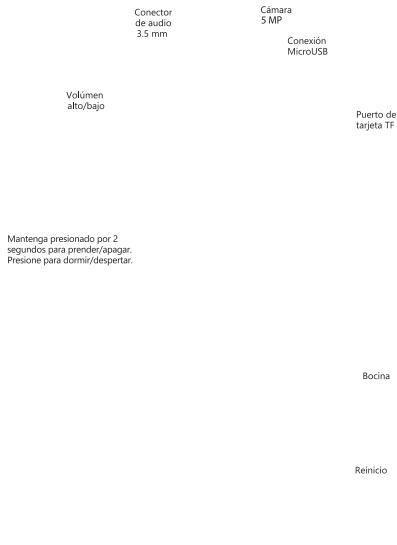 Conector
de audio
3.5 mm
Cámara
5 MP
Conexión
MicroUSB
Volúmen
alto/bajo
Puerto de
tarjeta TF
Mantenga presionado por 2
segundos para prender/apagar.
Presione para dormir/despertar.
Bocina
Reinicio